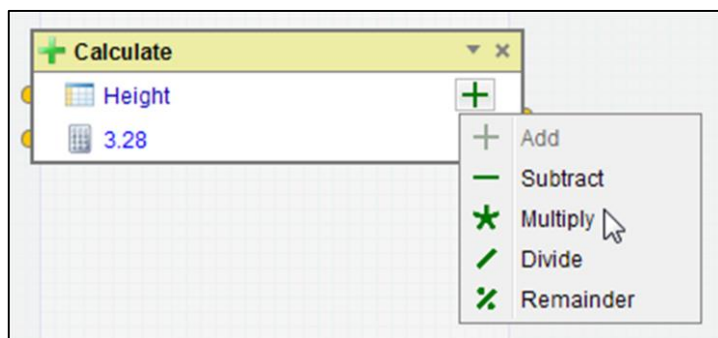 Calculate
Height
3.28
Add
Subtract
Multiply
Divide
Remainder